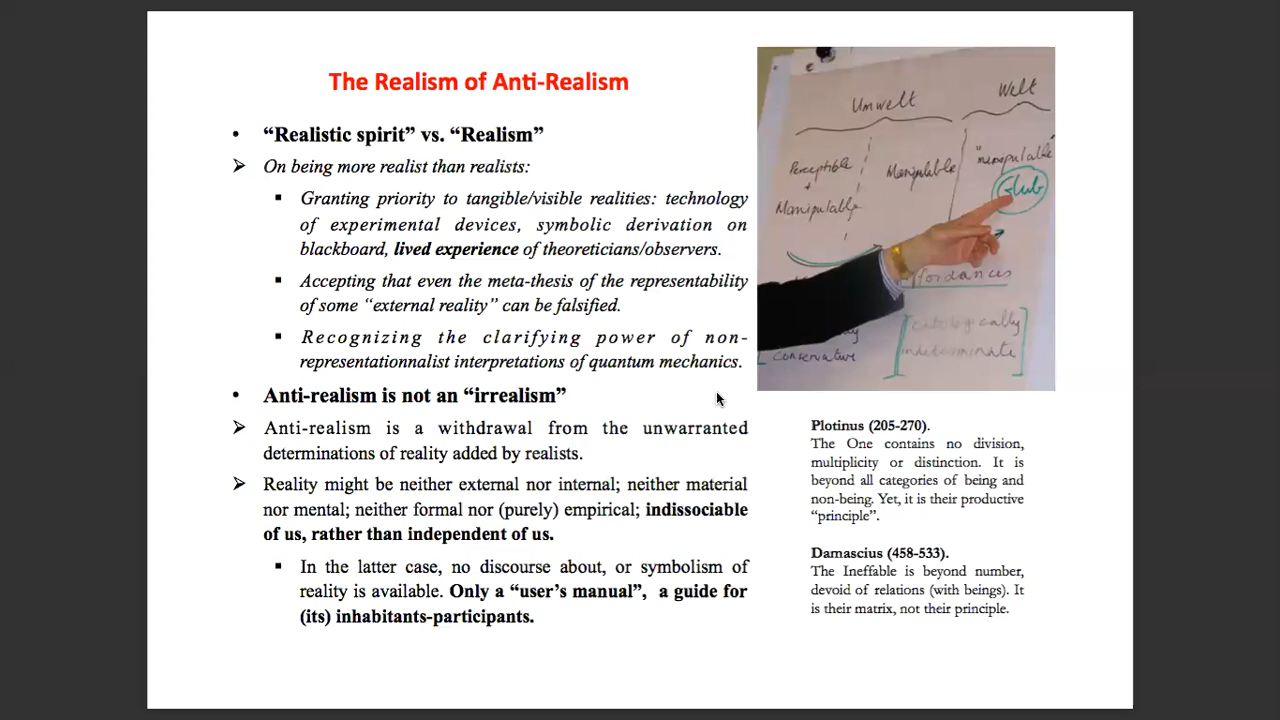 The Realism of Anti-Realism
• “Realistic spirit” vs. “Realism”
➢ On being more realist than realists:
▪ Granting priority to tangible/visible realities: technology
of experimental devices, symbolic derivation on
blackboard, lived experience of theoreticians/observers.
▪ Accepting that even the meta-thesis of the representability
of some “external reality” can be falsified.
▪ Recognizing the clarifying power of non-
representationnalist interpretations of quantum mechanics.
• Anti-realism is not an “irrealism”
➢ Anti-realism is a withdrawal from the unwarranted
determinations of reality added by realists.
➢ Reality might be neither external nor internal; neither material
nor mental; neither formal nor (purely) empirical; indissociable
of us, rather than independent of us.
▪ In the latter case, no discourse about, or symbolism of
reality is available. Only a “user’s manual”, a guide for
(its) inhabitants-participants.
Umwelt
Welt
Perceptible
+
Manipulable
Manipulable
"manipulable"
fordances
conservative
indeterminate
Plotinus (205-270).
The One contains no division,
multiplicity or distinction. It is
beyond all categories of being and
non-being. Yet, it is their productive
“principle”.
Damascius (458-533).
The Ineffable is beyond number,
devoid of relations (with beings). It
is their matrix, not their principle.